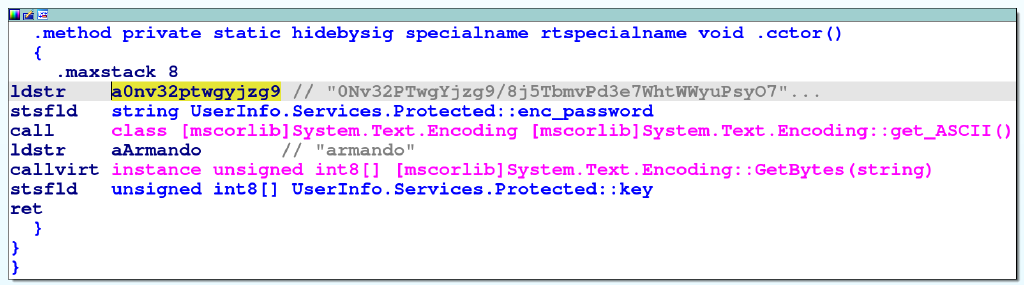 .method private static hidebysig specialname rtspecialname void .cctor()
{
.maxstack 8
ldstr a0nv32ptwgyjzg9 // "0Nv32PTwgYjzg9/8j5TbmvPd3e7WhtWWyuPsyO7"...
stsfld string UserInfo.Services.Protected::enc_password
call class [mscorlib]System.Text.Encoding [mscorlib]System.Text.Encoding::get_ASCII()
ldstr aArmando // "armando"
callvirt instance unsigned int8[] [mscorlib]System.Text.Encoding::GetBytes(string)
stsfld unsigned int8[] UserInfo.Services.Protected::key
ret
}
}
}